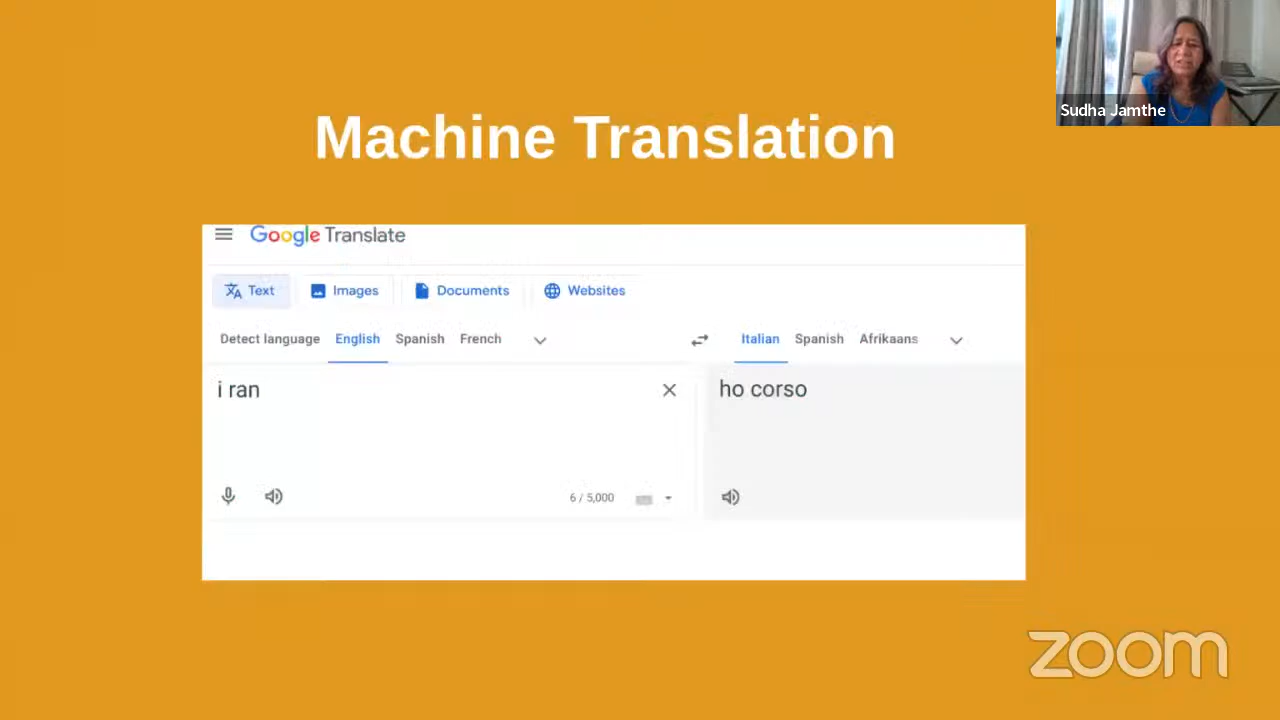 Sudha Jamthe
Machine Translation
Google Translate
Text Images Documents Websites
Detect language English Spanish French Italian Spanish Afrikaans
i ran
ho corso
6 / 5,000
zoom